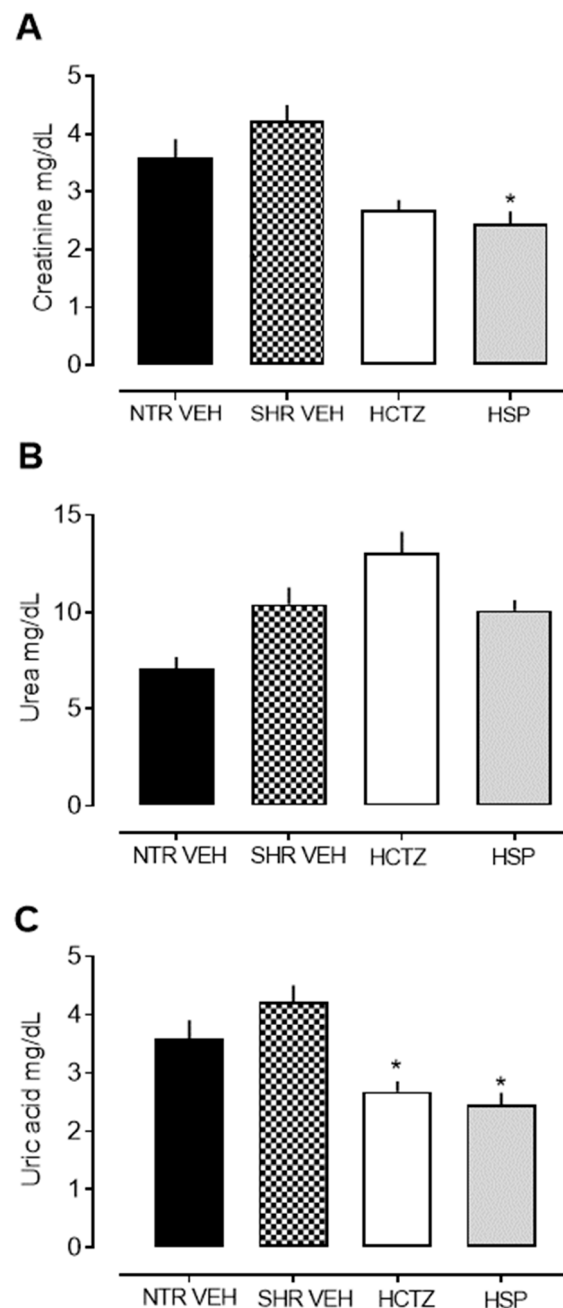 A
Creatinine mg/dL
5
4
3
2
1
0
*
NTR VEH SHR VEH HCTZ HSP
B
Urea mg/dL
15
10
5
0
NTR VEH SHR VEH HCTZ HSP
C
Uric acid mg/dL
5
4
3
2
1
0
* *
NTR VEH SHR VEH HCTZ HSP